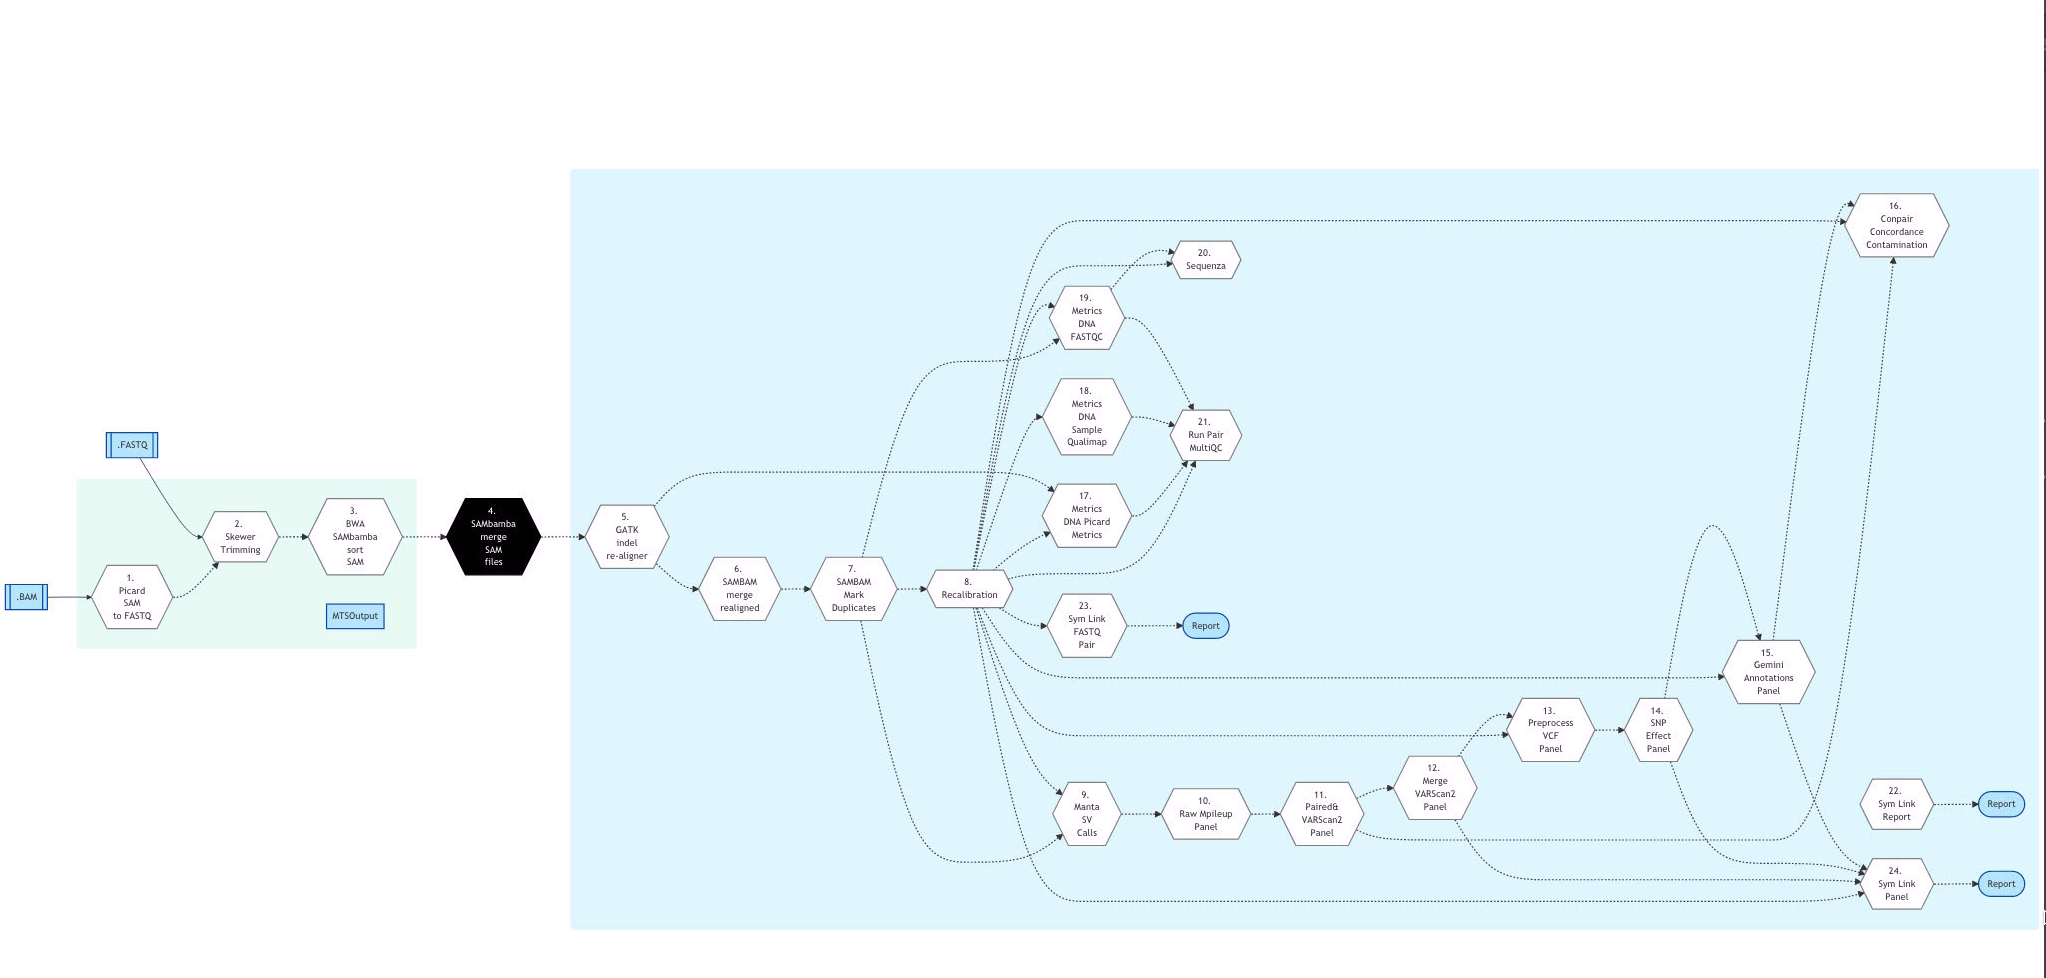 .FASTQ
.BAM
1.
Picard
SAM
to FASTQ
2.
Skewer
Trimming
3.
BWA
SAMbamba
sort
SAM
MTSOutput
4.
SAMbamba
merge
SAM
files
5.
GATK
indel
re-aligner
6.
SAMBAM
merge
realigned
7.
SAMBAM
Mark
Duplicates
8.
Recalibration
20.
Sequenza
19.
Metrics
DNA
FASTQC
18.
Metrics
DNA
Sample
Qualimap
21.
Run Pair
MultiQC
17.
Metrics
DNA Picard
Metrics
23.
Sym Link
FASTQ
Pair
Report
9.
Manta
SV
Calls
10.
Raw Mpileup
Panel
11.
Paired&
VARScan2
Panel
12.
Merge
VARScan2
Panel
13.
Preprocess
VCF
Panel
14.
SNP
Effect
Panel
15.
Gemini
Annotations
Panel
16.
Conpair
Concordance
Contamination
22.
Sym Link
Report
Report
24.
Sym Link
Panel
Report